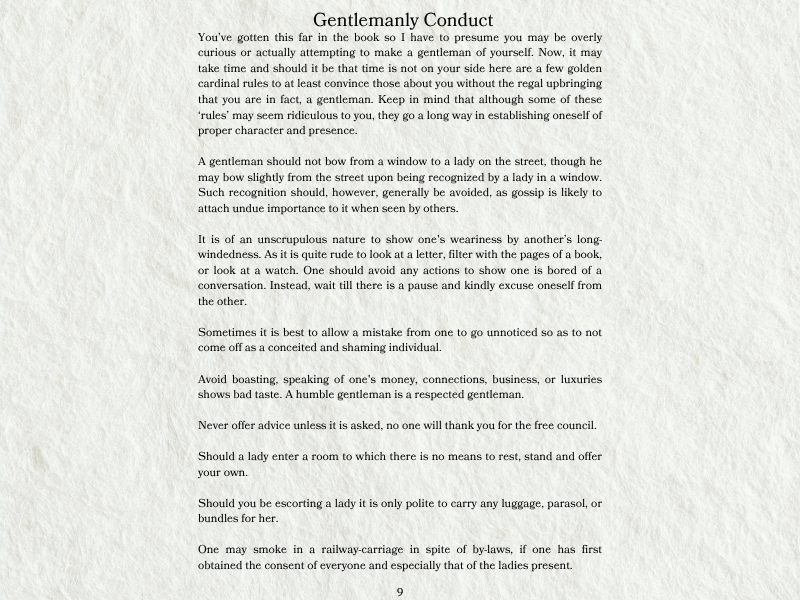 Gentlemanly Conduct
You’ve gotten this far in the book so I have to presume you may be overly
curious or actually attempting to make a gentleman of yourself. Now, it may
take time and should it be that time is not on your side here are a few golden
cardinal rules to at least convince those about you without the regal upbringing
that you are in fact, a gentleman. Keep in mind that although some of these
‘rules’ may seem ridiculous to you, they go a long way in establishing oneself of
proper character and presence.
A gentleman should not bow from a window to a lady on the street, though he
may bow slightly from the street upon being recognized by a lady in a window.
Such recognition should, however, generally be avoided, as gossip is likely to
attach undue importance to it when seen by others.
It is of an unscrupulous nature to show one’s weariness by another’s long-
windedness. As it is quite rude to look at a letter, filter with the pages of a book,
or look at a watch. One should avoid any actions to show one is bored of a
conversation. Instead, wait till there is a pause and kindly excuse oneself from
the other.
Sometimes it is best to allow a mistake from one to go unnoticed so as to not
come off as a conceited and shaming individual.
Avoid boasting, speaking of one’s money, connections, business, or luxuries
shows bad taste. A humble gentleman is a respected gentleman.
Never offer advice unless it is asked, no one will thank you for the free council.
Should a lady enter a room to which there is no means to rest, stand and offer
your own.
Should you be escorting a lady it is only polite to carry any luggage, parasol, or
bundles for her.
One may smoke in a railway-carriage in spite of by-laws, if one has first
obtained the consent of everyone and especially that of the ladies present.
9